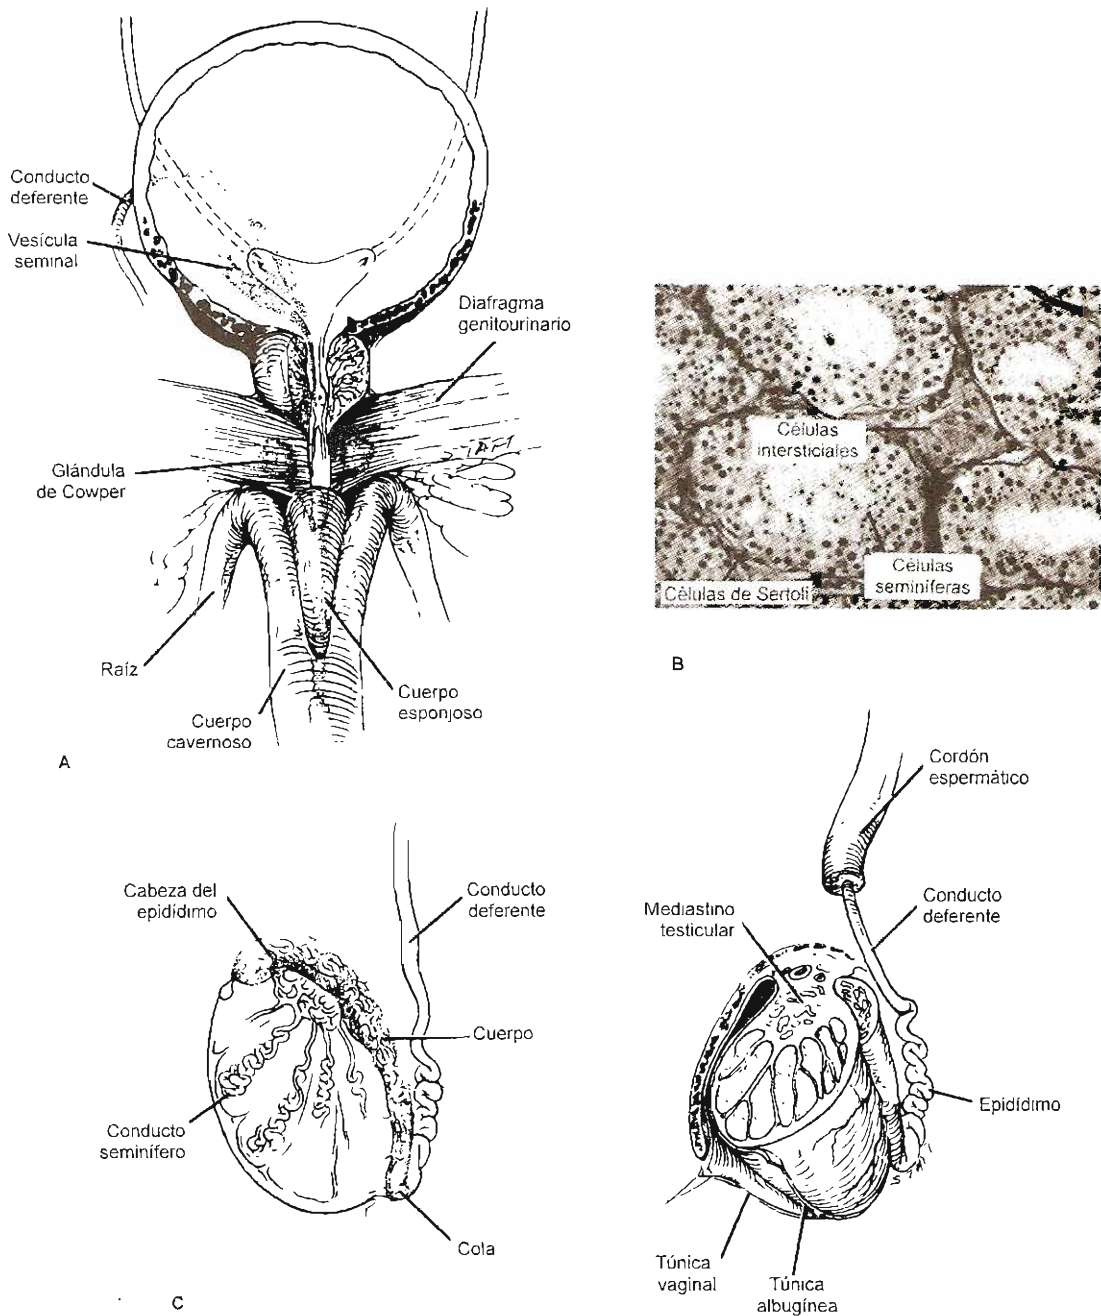 Conducto
deferente
Vesícula
seminal
Diafragma
genitourinario
Glándula
de Cowper
Raíz
Cuerpo
esponjoso
Cuerpo
cavernoso
A
Células
intersticiales
Células
seminíferas
Células de Sertoli
B
Cabeza del
epidídimo
Conducto
deferente
Cuerpo
Conducto
seminífero
Cola
C
Cordón
espermático
Mediastino
testicular
Conducto
deferente
Epidídimo
Túnica
vaginal
Túnica
albugínea